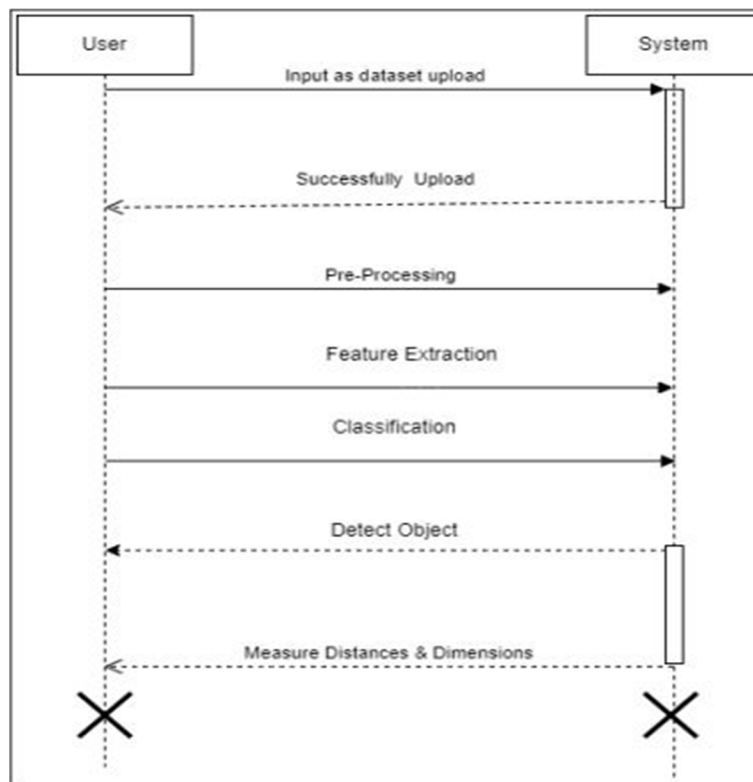 User
System
Input as dataset upload
Successfully Upload
Pre-Processing
Feature Extraction
Classification
Detect Object
Measure Distances & Dimensions